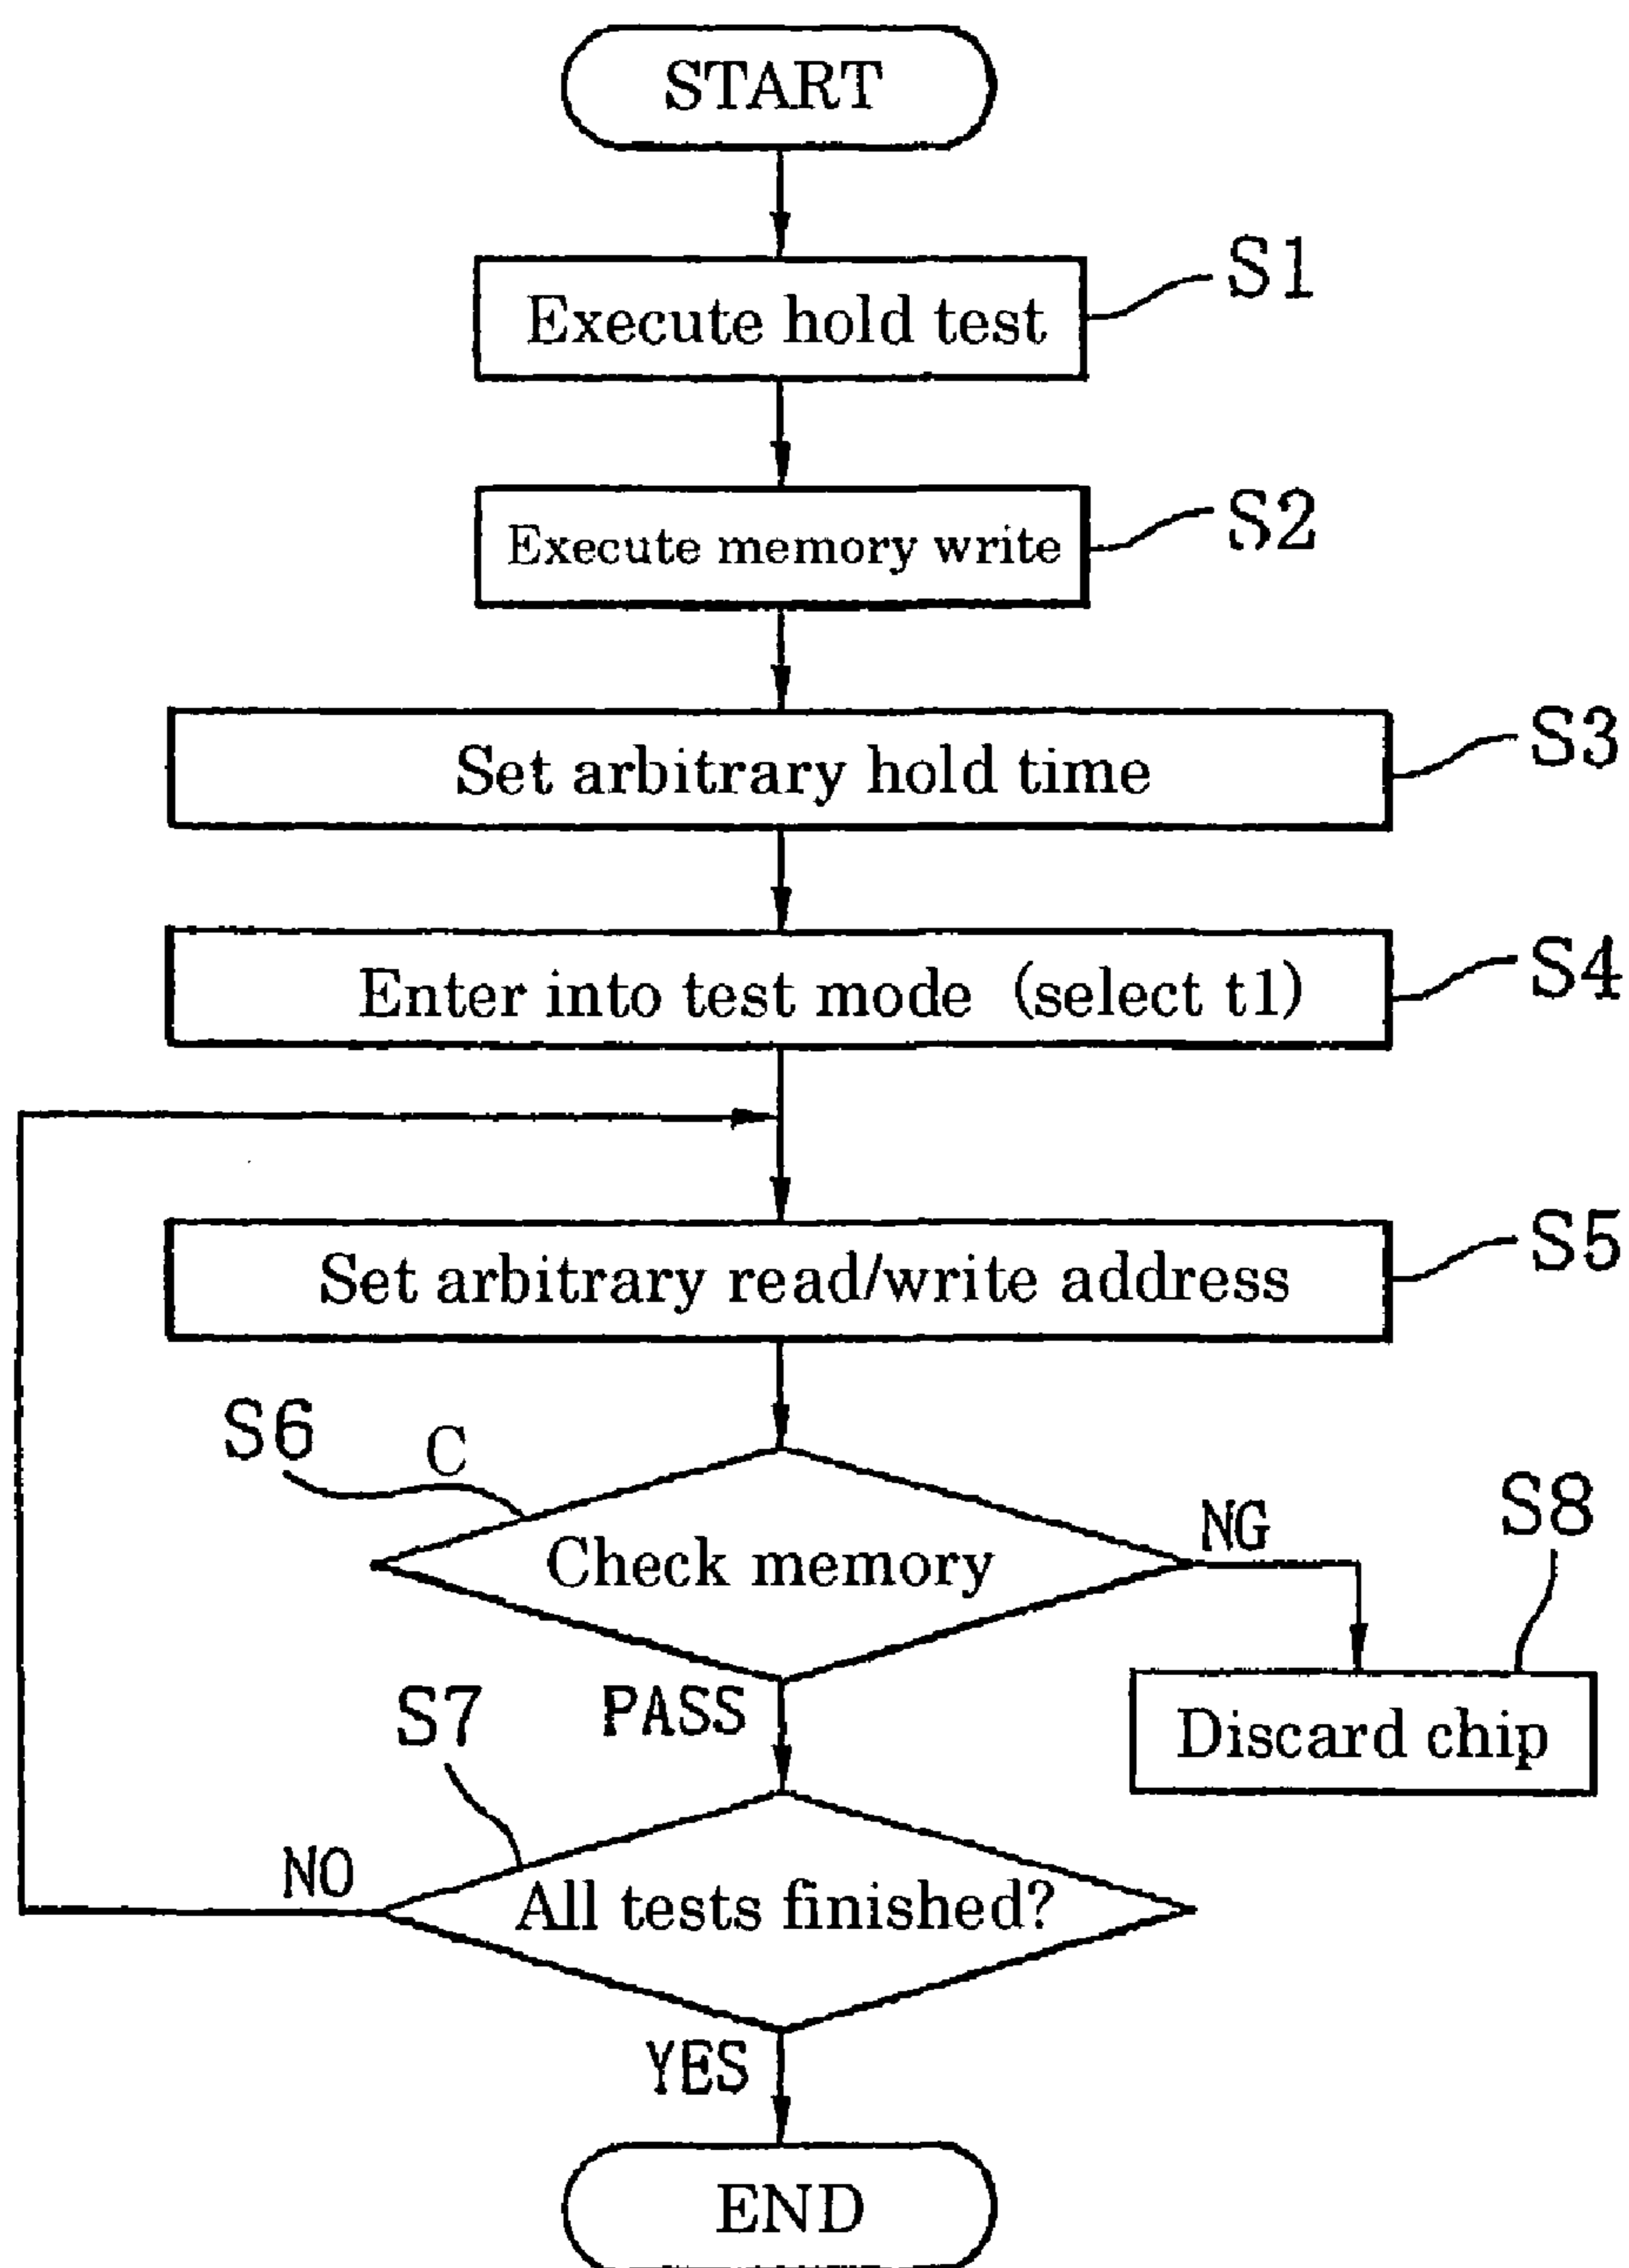 START
Execute hold test
S1
Execute memory write
S2
Set arbitrary hold time
S3
Enter into test mode (select t1)
S4
Set arbitrary read/write address
S5
S6
C
Check memory
NG
S8
PASS
Discard chip
S7
NO
All tests finished?
YES
END